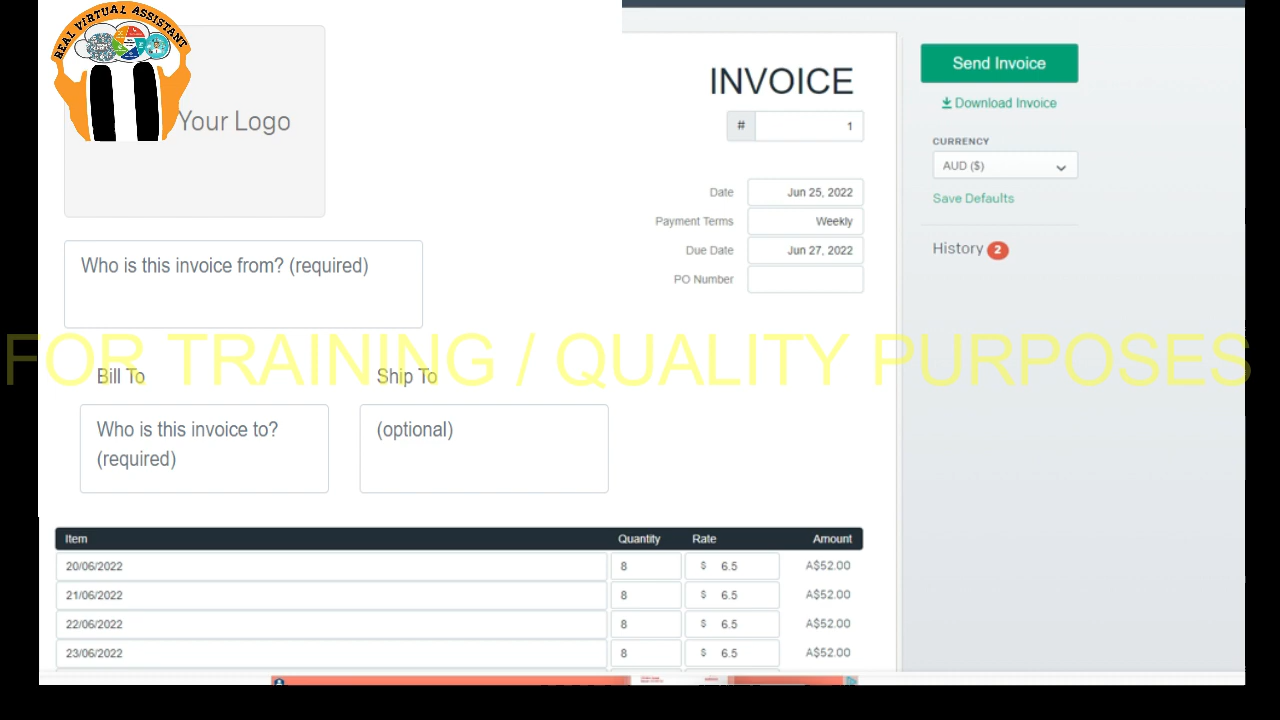 REAL VIRTUAL ASSISTANT
Your Logo
INVOICE
# 1
Date Jun 25, 2022
Payment Terms Weekly
Due Date Jun 27, 2022
PO Number
Send Invoice
Download Invoice
CURRENCY
AUD ($)
Save Defaults
History 2
Who is this invoice from? (required)
FOR TRAINING / QUALITY PURPOSES
Bill To Ship To
Who is this invoice to?
(required)
(optional)
Item Quantity Rate Amount
20/06/2022 8 $ 6.5 A$52.00
21/06/2022 8 $ 6.5 A$52.00
22/06/2022 8 $ 6.5 A$52.00
23/06/2022 8 $ 6.5 A$52.00